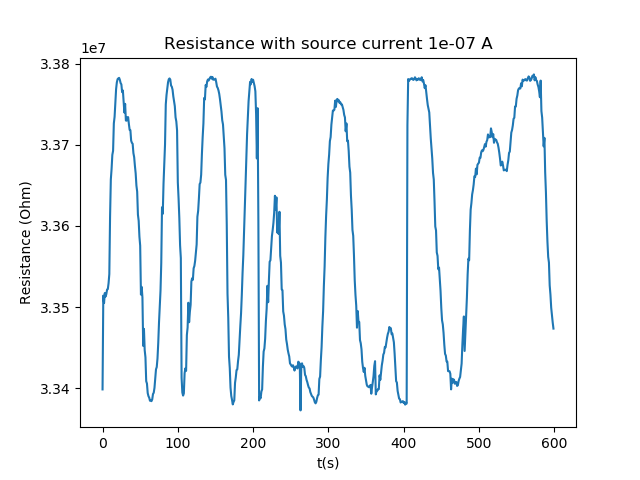 Resistance with source current 1e-07 A
1e7
3.38
3.37
3.36
3.35
3.34
Resistance (Ohm)
0 100 200 300 400 500 600
t(s)